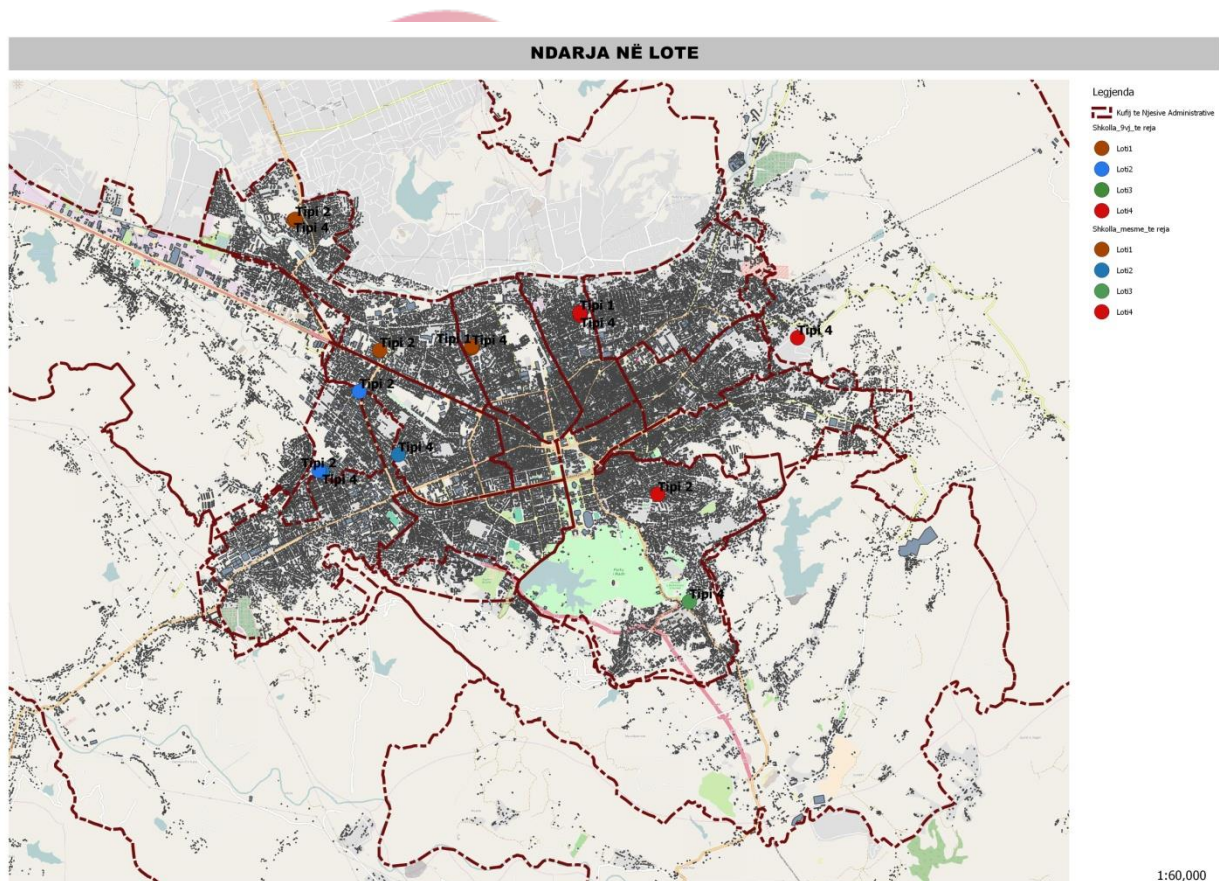 NDARJA NË LOTE
Legjenda
Kufij te Njesive Administrative
Shkolla_9vj_te reja
Loti1
Loti2
Loti3
Loti4
Shkolla_mesme_te reja
Loti1
Loti2
Loti3
Loti4
Tipi 2
Tipi 4
Tipi 1
Tipi 4
Tipi 4
Tipi 2
Tipi 1 Tipi 4
Tipi 2
Tipi 4
Tipi 2
Tipi 4
Tipi 2
Tipi 4
1:60,000